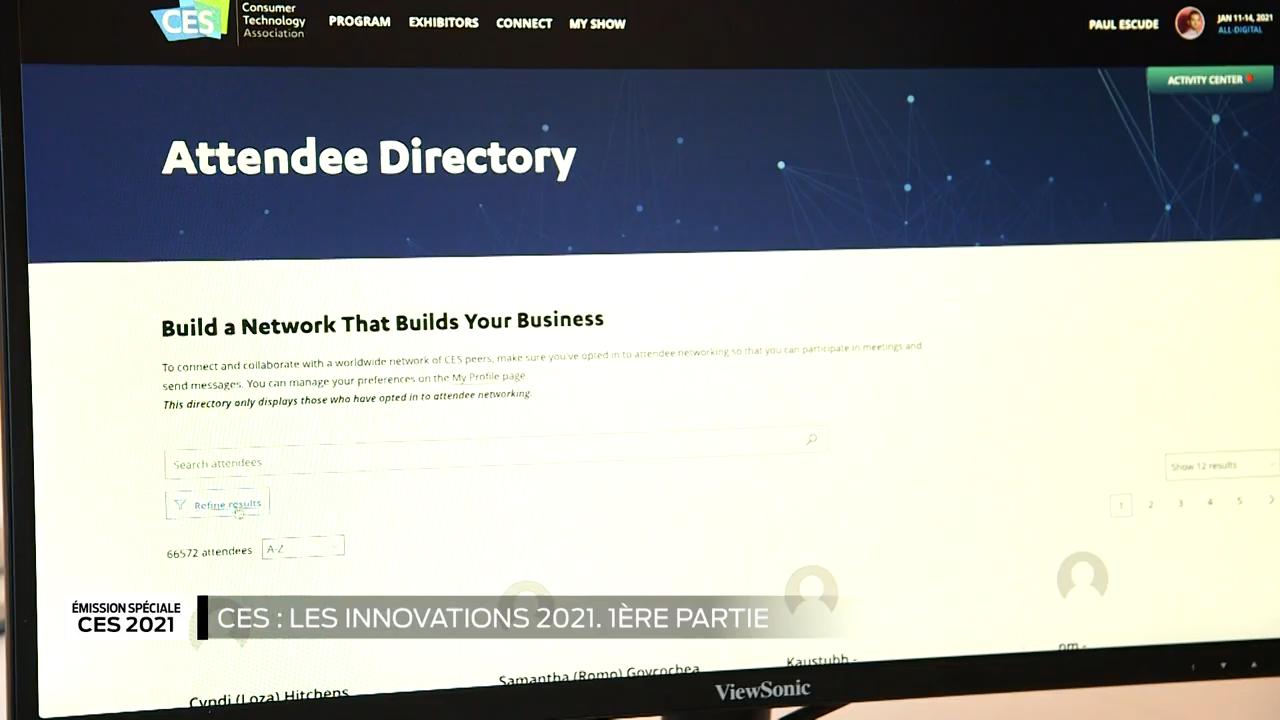 CES
Consumer
Technology
Association
PROGRAM EXHIBITORS CONNECT MY SHOW
PAUL ESCUDE
JAN 11-14, 2021
ALL-DIGITAL
ACTIVITY CENTER
Attendee Directory
Build a Network That Builds Your Business
To connect and collaborate with a worldwide network of CES peers, make sure you've opted in to attendee networking so that you can participate in meetings and
send messages. You can manage your preferences on the My Profile page.
This directory only displays those who have opted in to attendee networking.
Search attendees
Show 12 results
Refine results
1 2 3 4 5 >
66572 attendees A-Z
ÉMISSION SPÉCIALE
CES 2021
CES : LES INNOVATIONS 2021. 1ÈRE PARTIE
Cyndi (Loza) Hitchens
Samantha (Romo) Goycochea
Kaustubh -
om -
ViewSonic